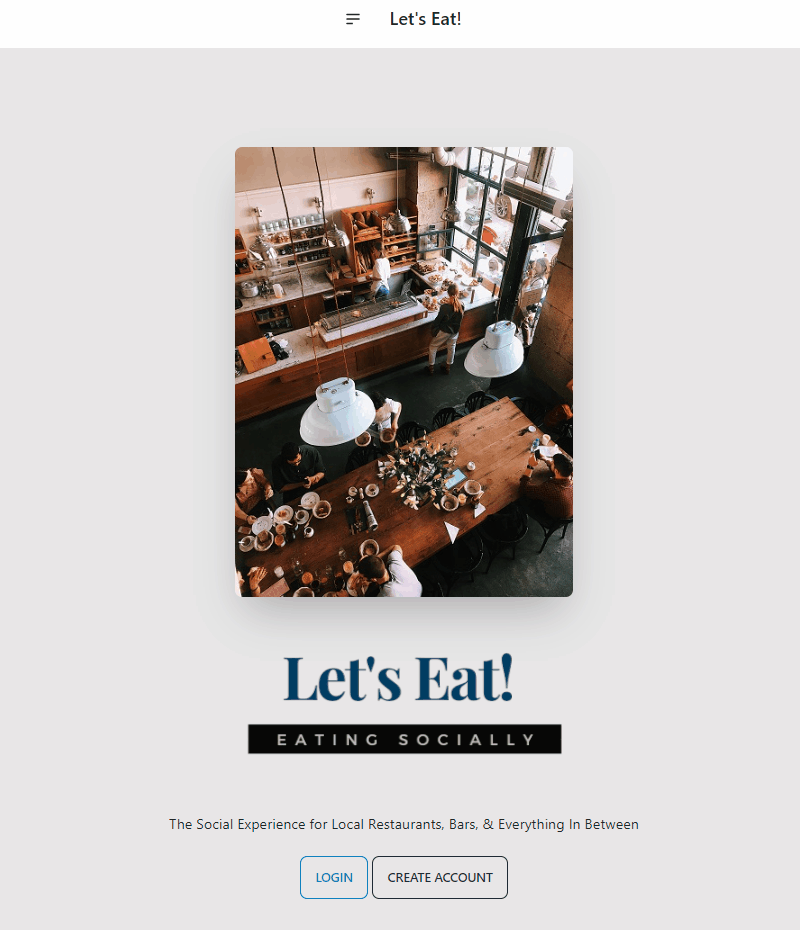 Let's Eat!
Let's Eat!
EATING SOCIALLY
The Social Experience for Local Restaurants, Bars, & Everything In Between
LOGIN CREATE ACCOUNT